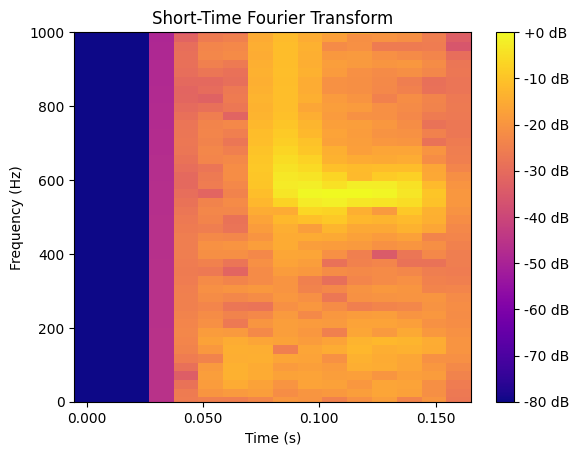 Short-Time Fourier Transform
Frequency (Hz)
1000
800
600
400
200
0
0.000
0.050
0.100
0.150
Time (s)
+0 dB
-10 dB
-20 dB
-30 dB
-40 dB
-50 dB
-60 dB
-70 dB
-80 dB